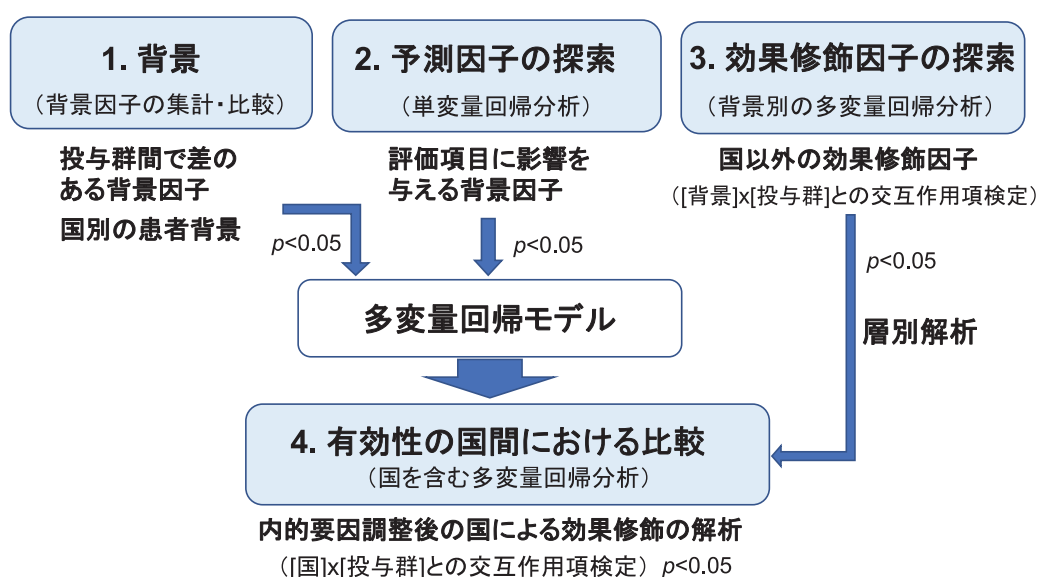 1. 背景
（背景因子の集計・比較）
投与群間で差の
ある背景因子
国別の患者背景
p<0.05
2. 予測因子の探索
（単変量回帰分析）
評価項目に影響を
与える背景因子
p<0.05
3. 効果修飾因子の探索
（背景別の多変量回帰分析）
国以外の効果修飾因子
（[背景]x[投与群]との交互作用項検定）
p<0.05
層別解析
多変量回帰モデル
4. 有効性の国間における比較
（国を含む多変量回帰分析）
内的要因調整後の国による効果修飾の解析
（[国]x[投与群]との交互作用項検定） p<0.05